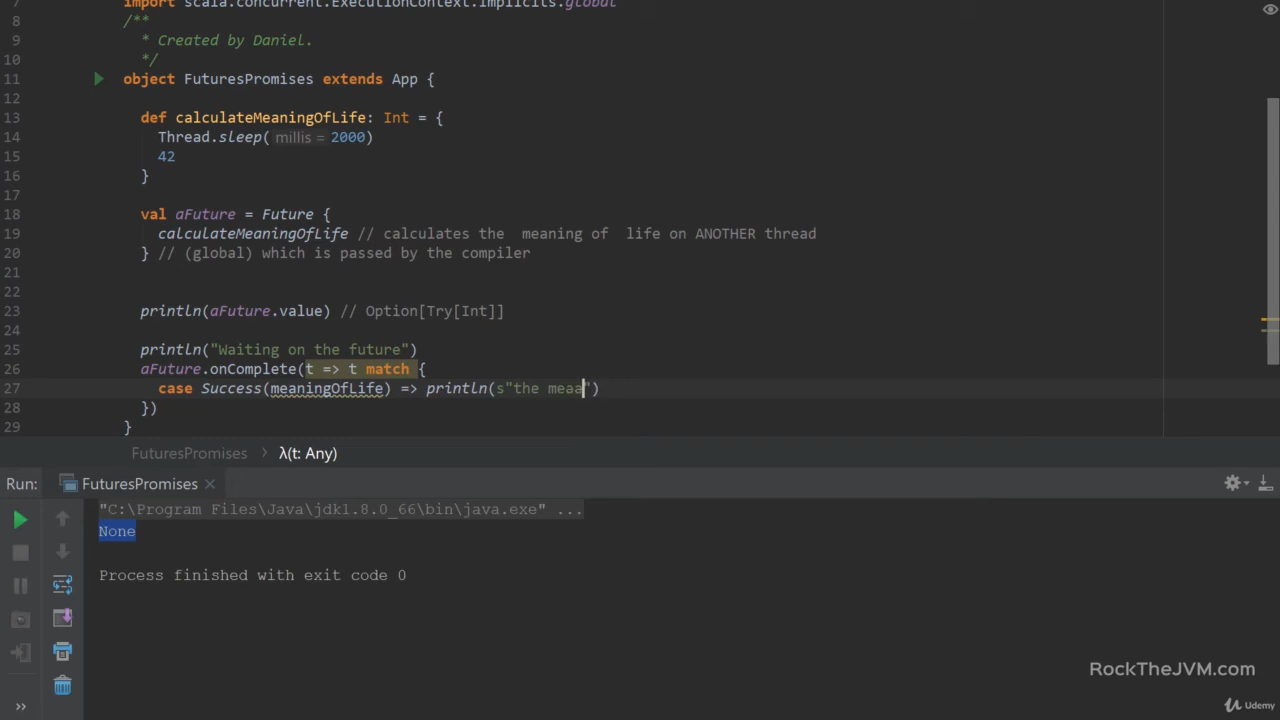 7 import scala.concurrent.ExecutionContext.Implicits.global
8 /**
9 * Created by Daniel.
10 */
11 object FuturesPromises extends App {
12
13 def calculateMeaningOfLife: Int = {
14 Thread.sleep( millis = 2000)
15 42
16 }
17
18 val aFuture = Future {
19 calculateMeaningOfLife // calculates the  meaning of  life on ANOTHER thread
20 } // (global) which is passed by the compiler
21
22
23 println(aFuture.value) // Option[Try[Int]]
24
25 println("Waiting on the future")
26 aFuture.onComplete(t => t match {
27 case Success(meaningOfLife) => println(s"the meaa")
28 })
29 }
FuturesPromises > λ(t: Any)
Run: FuturesPromises
"C:\Program Files\Java\jdk1.8.0_66\bin\java.exe" ...
None
Process finished with exit code 0
RockTheJVM.com
Udemy